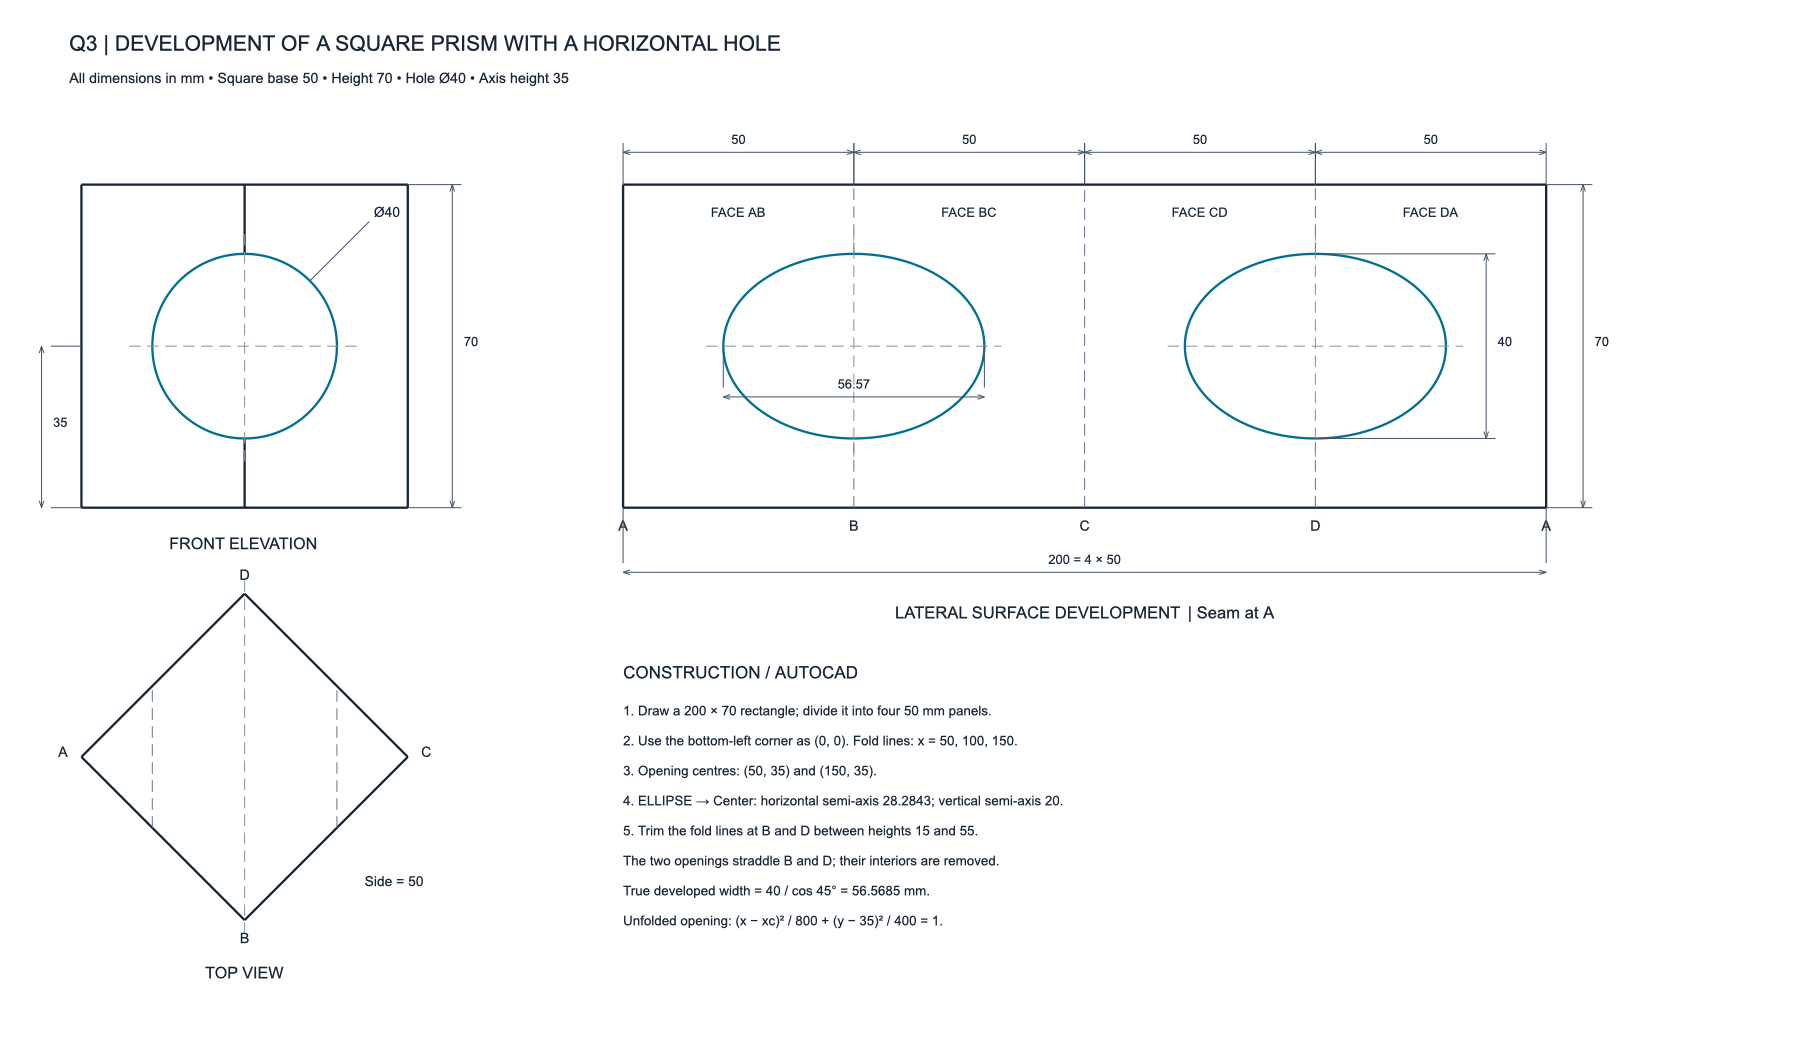 Q3 | DEVELOPMENT OF A SQUARE PRISM WITH A HORIZONTAL HOLE
All dimensions in mm • Square base 50 • Height 70 • Hole Ø40 • Axis height 35
50
50
50
50
FACE AB
FACE BC
FACE CD
FACE DA
Ø40
70
40
70
56.57
35
A
B
C
D
A
FRONT ELEVATION
200 = 4 × 50
D
LATERAL SURFACE DEVELOPMENT | Seam at A
CONSTRUCTION / AUTOCAD
1. Draw a 200 × 70 rectangle; divide it into four 50 mm panels.
2. Use the bottom-left corner as (0, 0). Fold lines: x = 50, 100, 150.
A
C
3. Opening centres: (50, 35) and (150, 35).
4. ELLIPSE → Center: horizontal semi-axis 28.2843; vertical semi-axis 20.
5. Trim the fold lines at B and D between heights 15 and 55.
The two openings straddle B and D; their interiors are removed.
Side = 50
True developed width = 40 / cos 45° = 56.5685 mm.
Unfolded opening: (x − xc)² / 800 + (y − 35)² / 400 = 1.
B
TOP VIEW